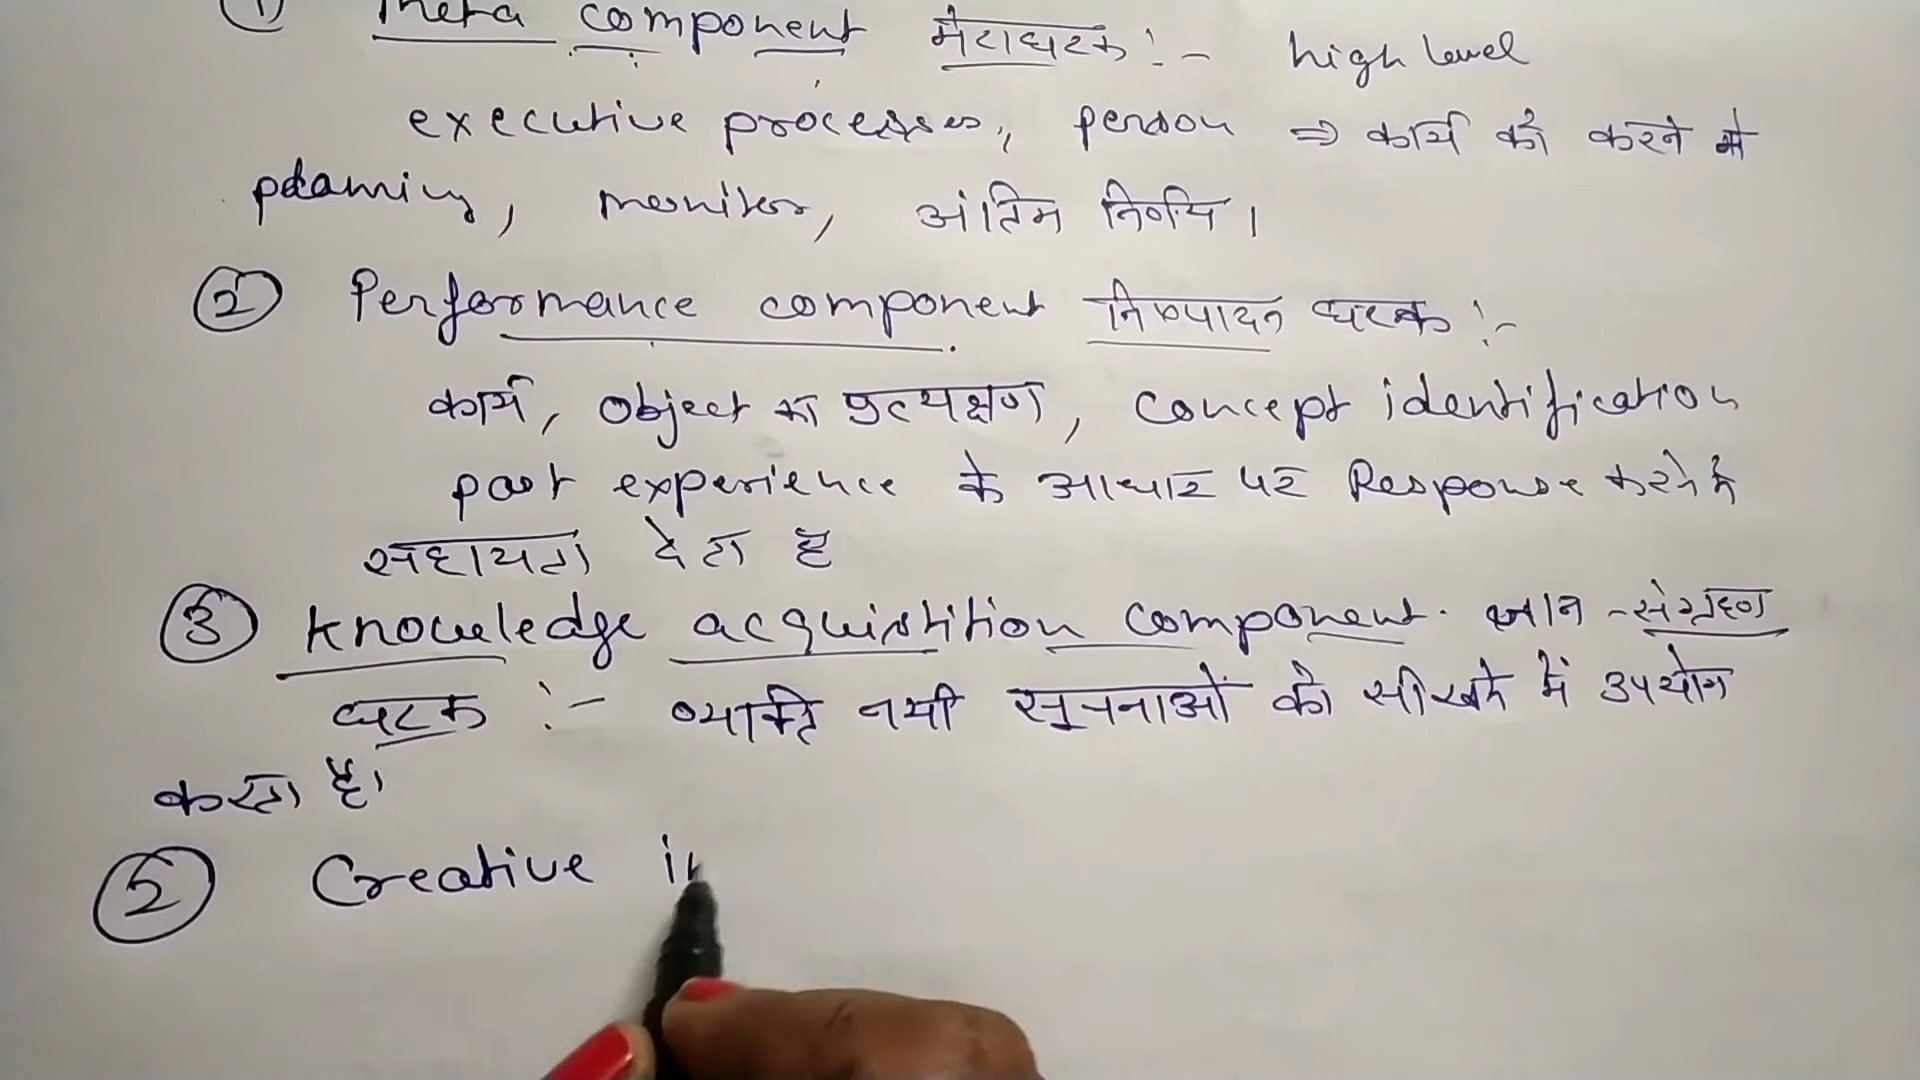 ① Meta component मेटाघटक :- high level
executive processes, person ⇒ कार्य को करने मे
planning, monitor, अंतिम निर्णय ।
② Performance component निष्पादन घटक :-
कार्य, object का प्रत्यक्षण, concept identification
past experience के आधार पर Response करने मे
सहायता देता है
③ Knowledge acquisition component. ज्ञान -संग्रहण
घटक :- व्यक्ति नयी सूचनाओं को सीखने में उपयोग
करता है।
② Creative in